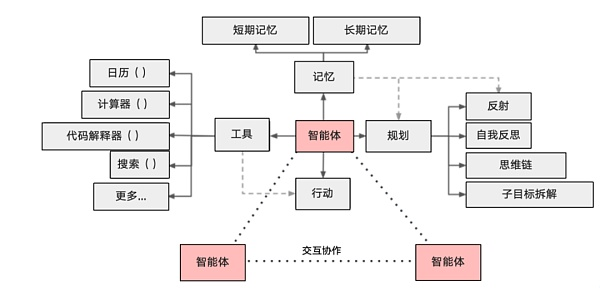 短期记忆
长期记忆
日历（ ）
记忆
计算器（ ）
反射
代码解释器（ ）
工具
智能体
规划
自我反思
搜索（ ）
思维链
更多...
行动
子目标拆解
交互协作
智能体
智能体